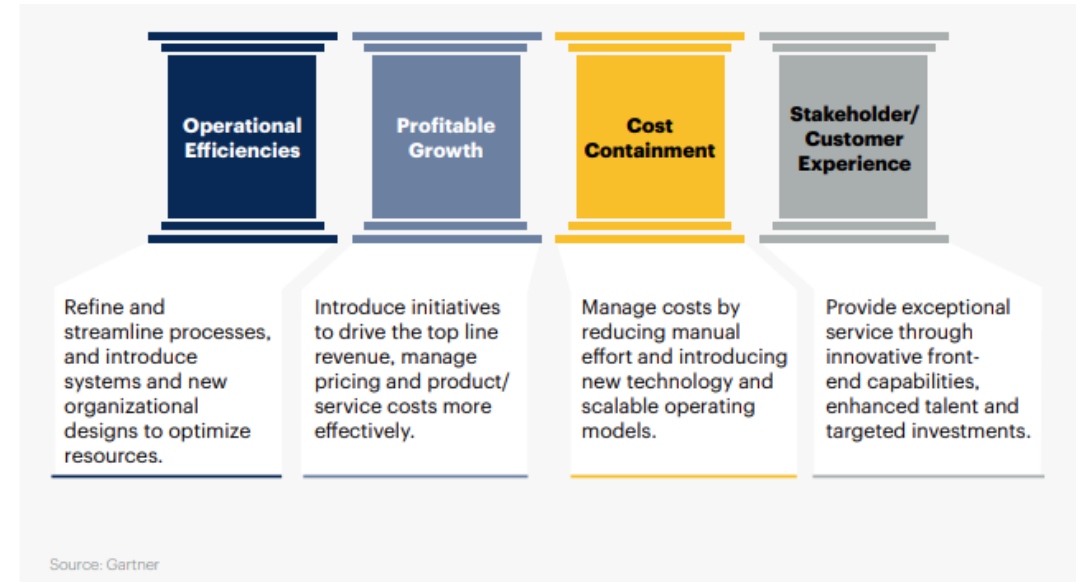 Operational
Efficiencies
Profitable
Growth
Cost
Containment
Stakeholder/
Customer
Experience
Refine and
streamline processes,
and introduce
systems and new
organizational
designs to optimize
resources.
Introduce initiatives
to drive the top line
revenue, manage
pricing and product/
service costs more
effectively.
Manage costs by
reducing manual
effort and introducing
new technology and
scalable operating
models.
Provide exceptional
service through
innovative front-
end capabilities,
enhanced talent and
targeted investments.
Source: Gartner